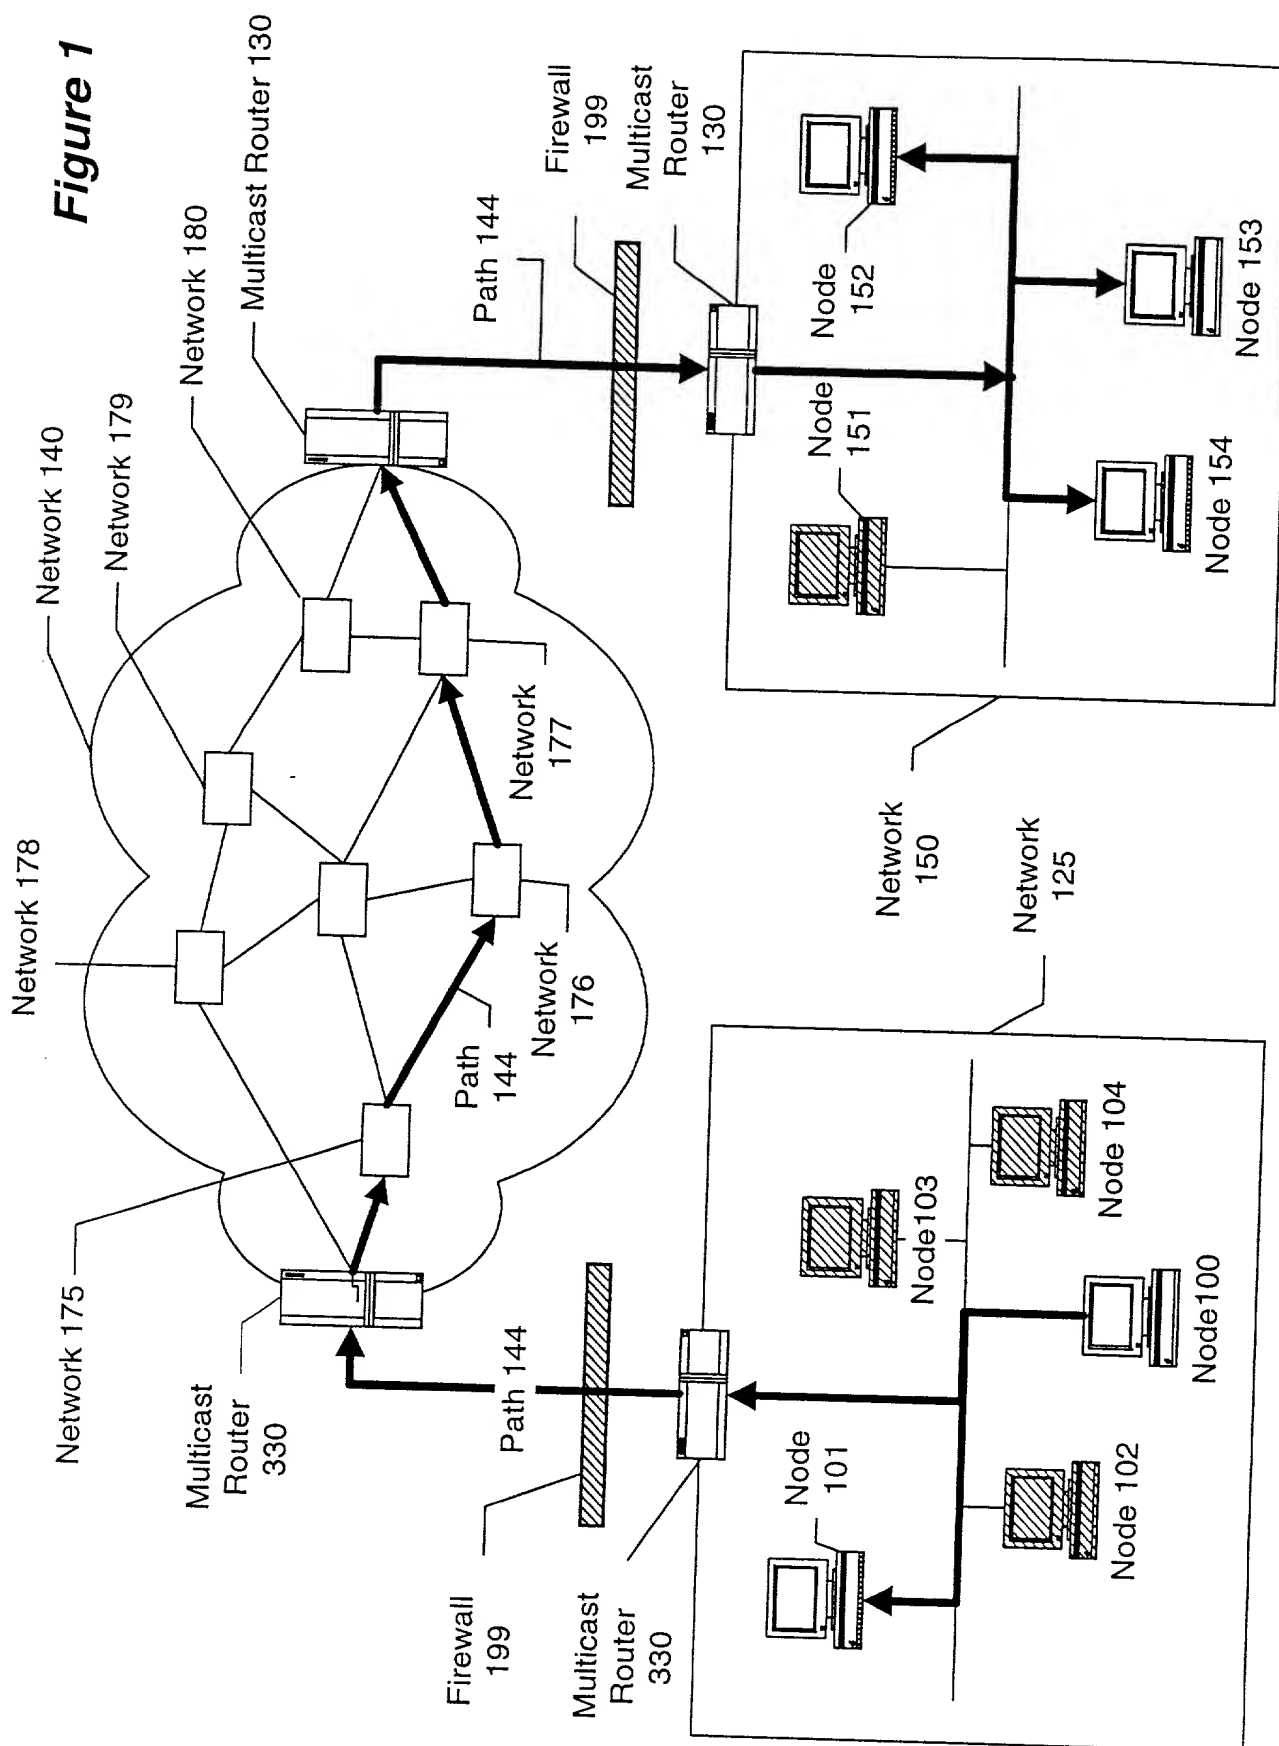 Figure 1
Network 140
Network 178
Network 179
Network 180
Multicast Router 130
Network 175
Multicast
Router
330
Path
144
Network
176
Network
177
Path 144
Path 144
Firewall
199
Firewall
199
Multicast
Router
330
Multicast
Router
130
Node
101
Node103
Node 102
Node100
Node 104
Network
125
Network
150
Node
151
Node
152
Node 154
Node 153